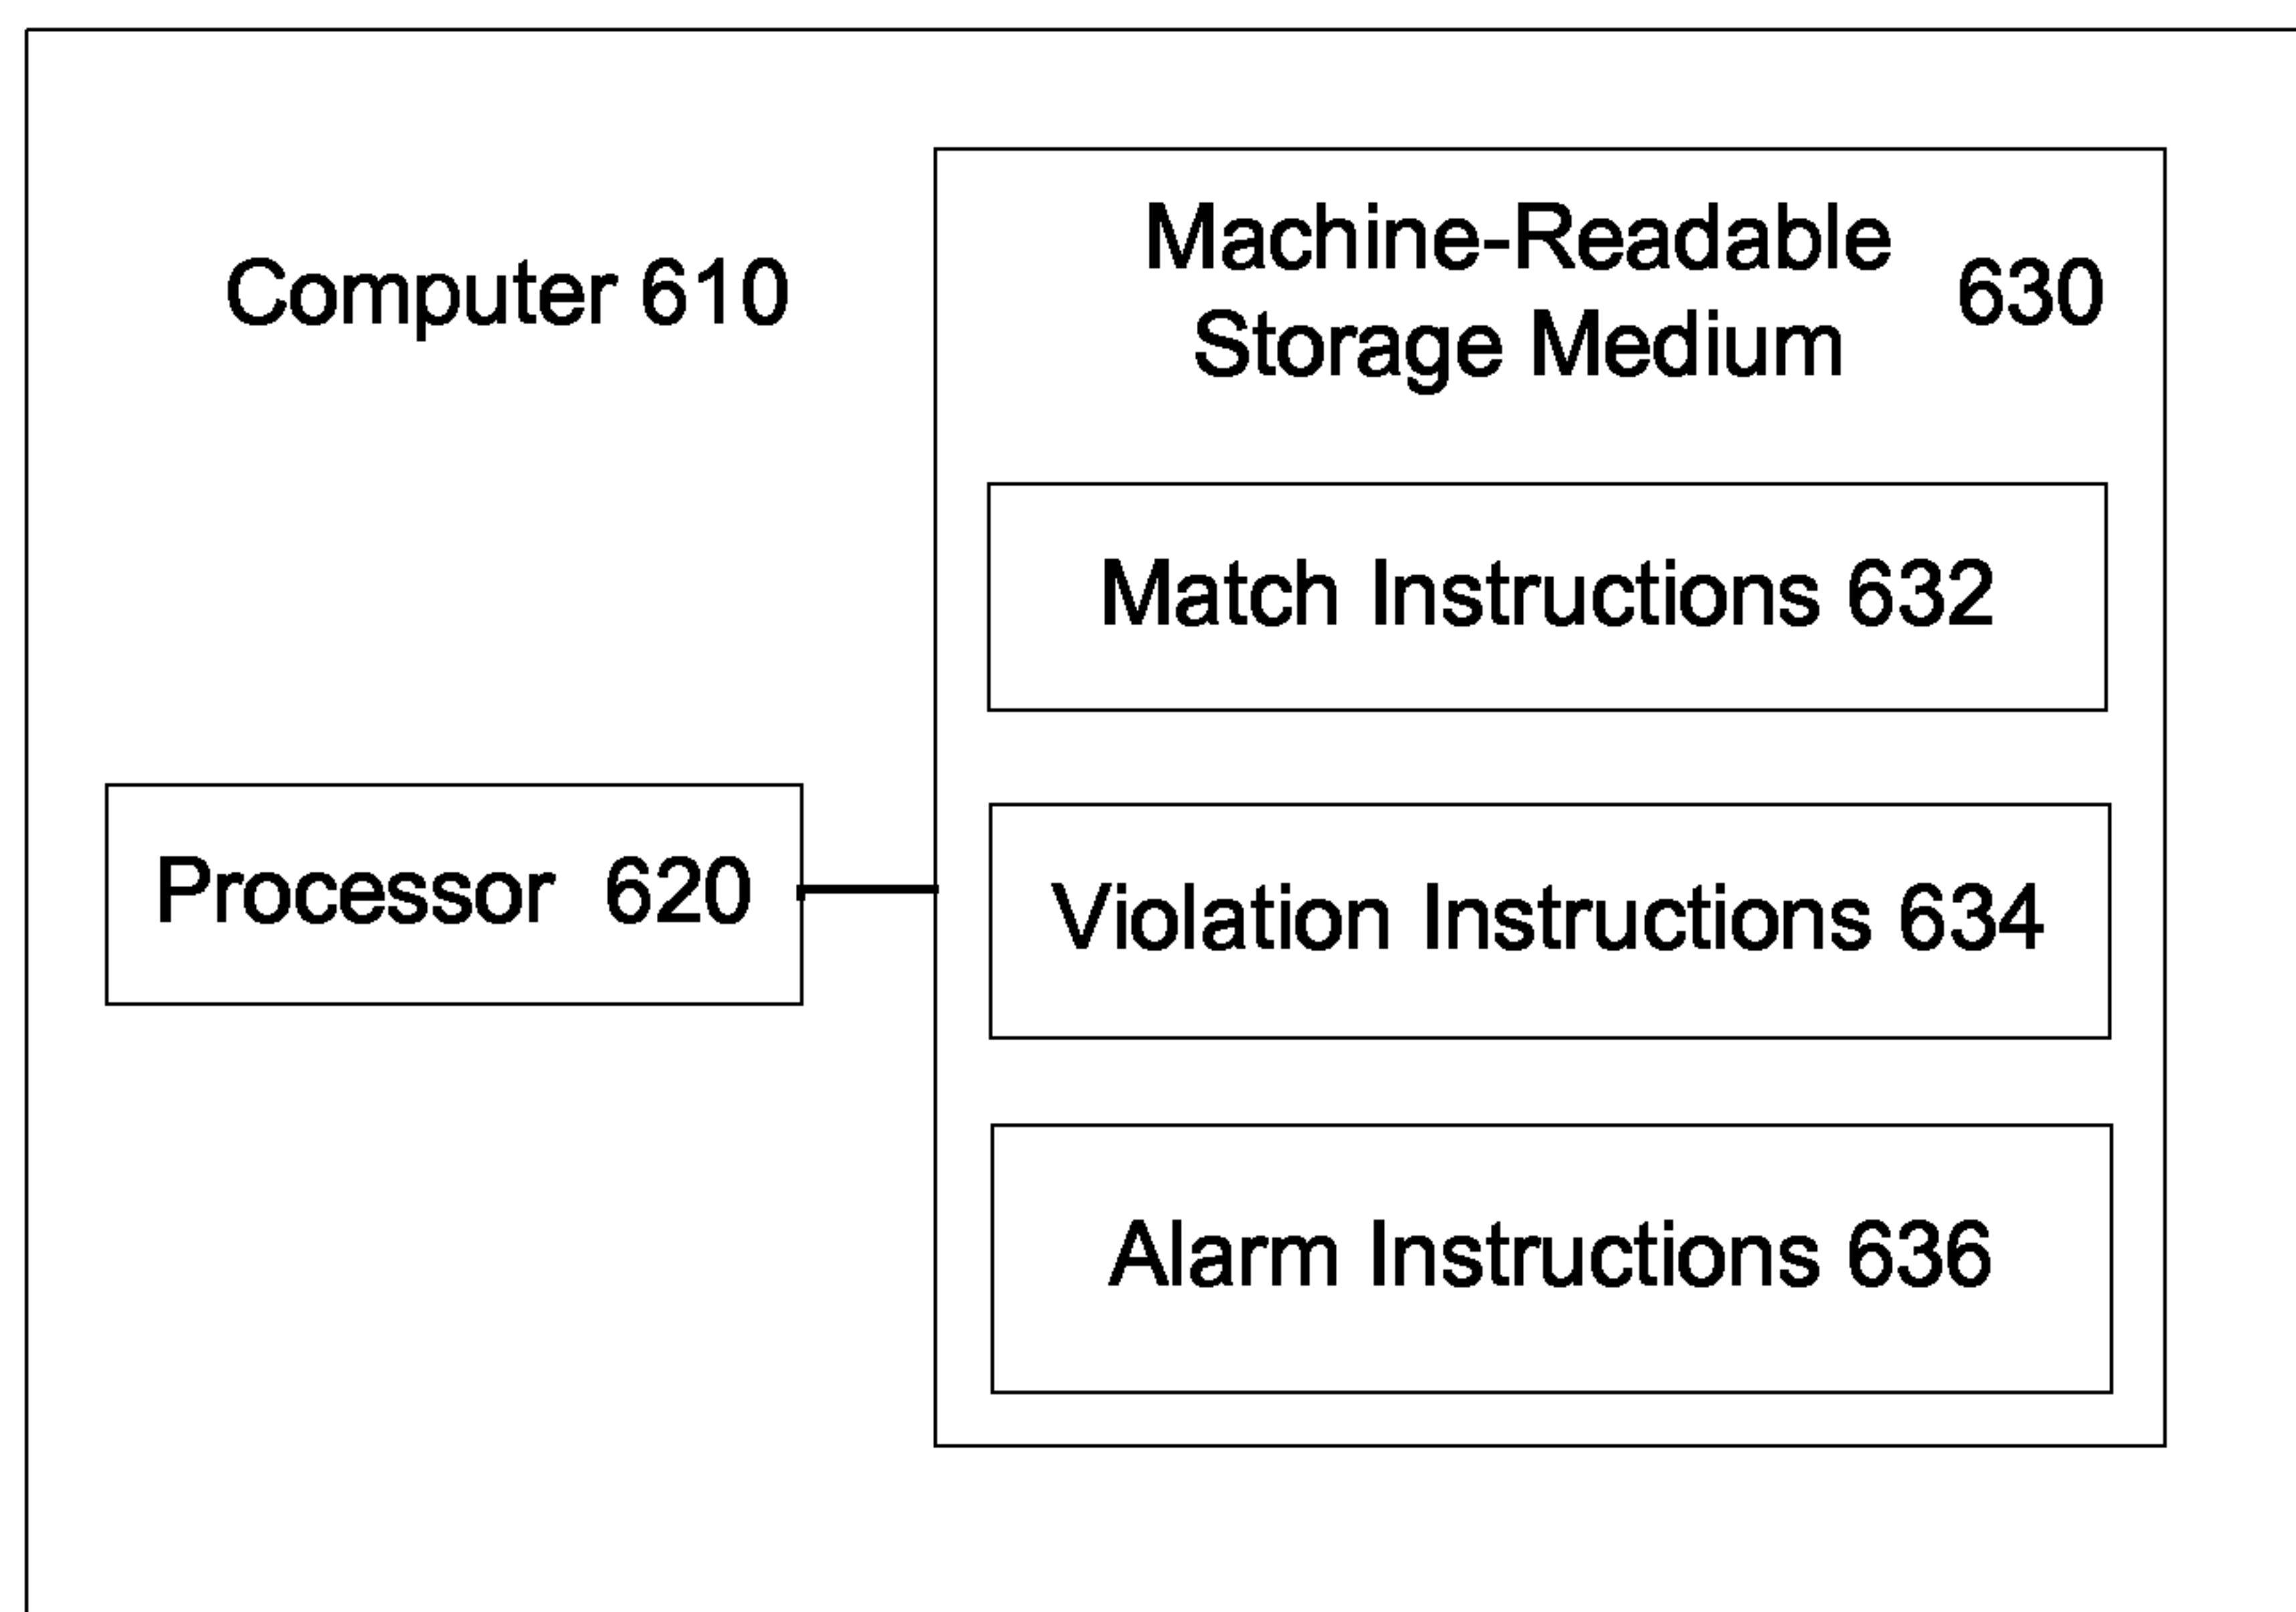 Computer 610
Machine-Readable
Storage Medium
630
Match Instructions 632
Processor 620
Violation Instructions 634
Alarm Instructions 636